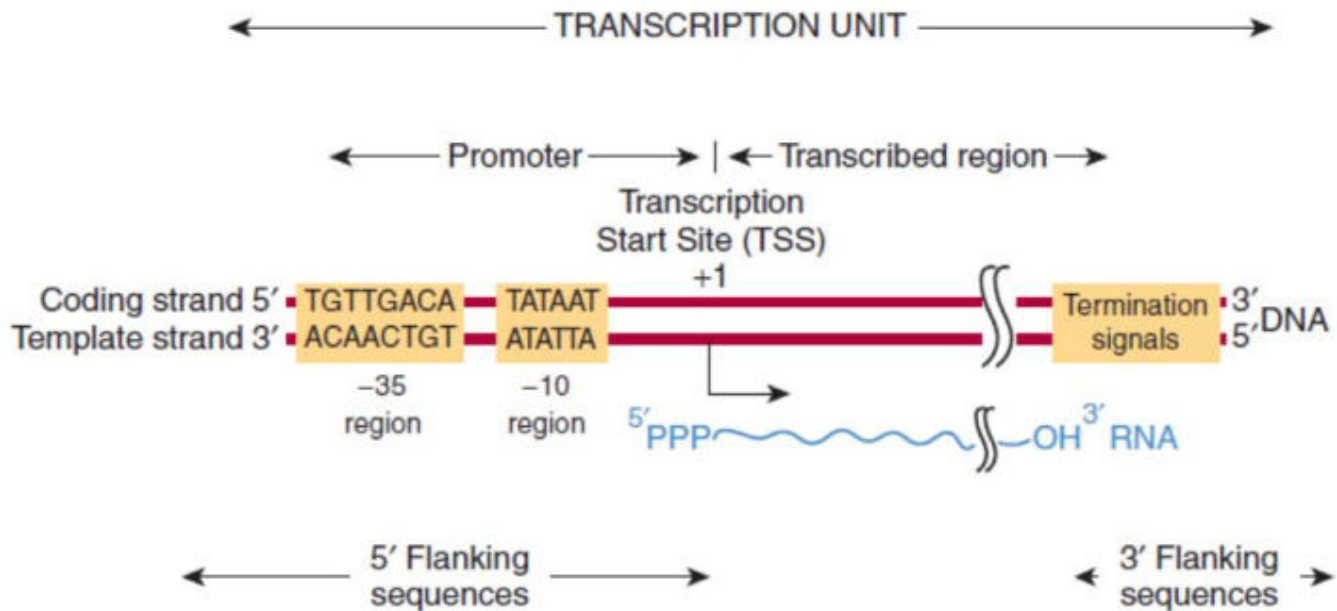 TRANSCRIPTION UNIT
Promoter | Transcribed region
Transcription
Start Site (TSS)
+1
Coding strand 5′ TGTTGACA TATAAT Termination 3′
Template strand 3′ ACAACTGT ATATTA signals 5′ DNA
−35 −10
region region
5′ PPP OH 3′ RNA
5′ Flanking 3′ Flanking
sequences sequences